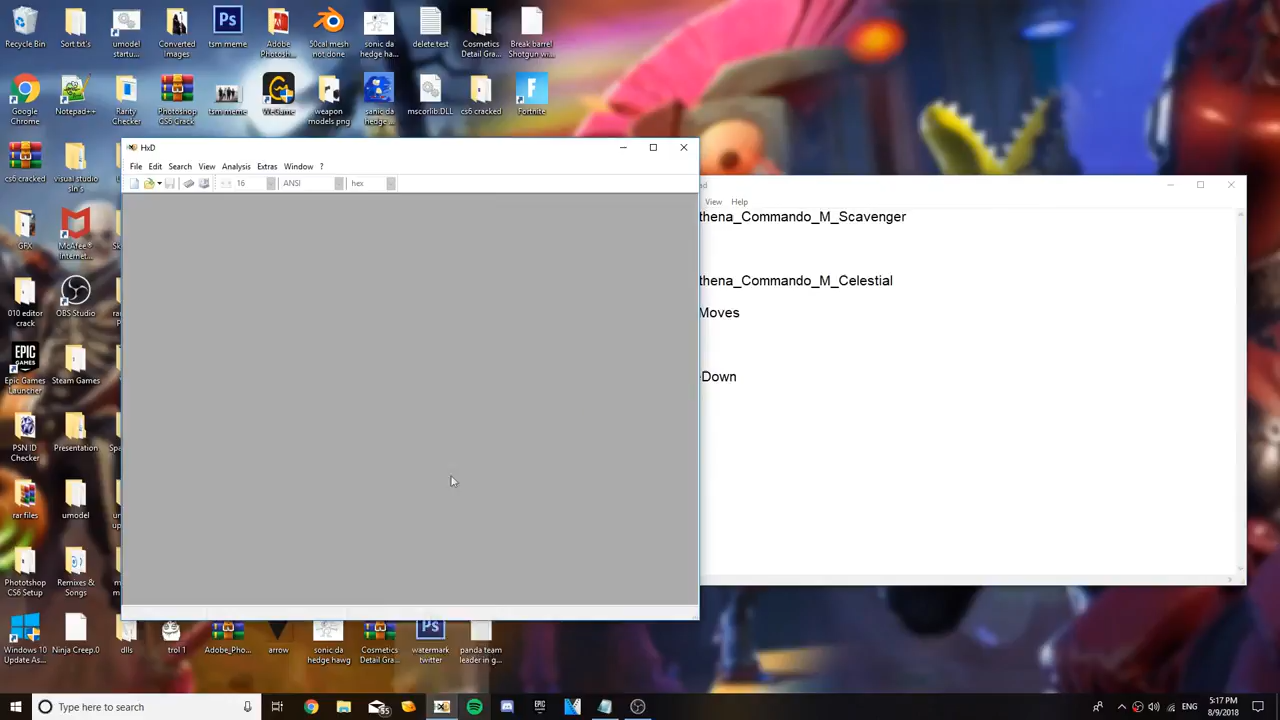 Recycle Bin
Sort.txt's
umodel
startu...
Converted
Images
tsm meme
Adobe
Photosh...
50cal mesh
not done
sonic da
hedge ha...
delete test
Cosmetics
Detail Gra...
Break barrel
Shotgun wi...
Google
Chrome
Notepad++
Rarity
Checker
Photoshop
CS6 Crack
tsm meme
WeGame
weapon
models png
sanic da
hedge ...
mscorlib.DLL
cs6 cracked
Fortnite
cs6 cracked
visual studio
sln s
GFX
McAfee®
Internet...
010 editor
crack
OBS Studio
Epic Games
Launcher
Steam Games
PSN ID
Checker
Presentation
rar files
umodel
Photoshop
CS6 Setup
Remixes &
Songs
Windows 10
Update As...
Ninja Creep.0
dlls
trol 1
Adobe_Pho...
arrow
sonic da
hedge hawg
Cosmetics
Detail Gra...
watermark
twitter
panda team
leader in g...
HxD
File Edit Search View Analysis Extras Window ?
16 ANSI hex
View Help
thena_Commando_M_Scavenger
thena_Commando_M_Celestial
Moves
Down
Type here to search
5:17 PM
8/9/2018